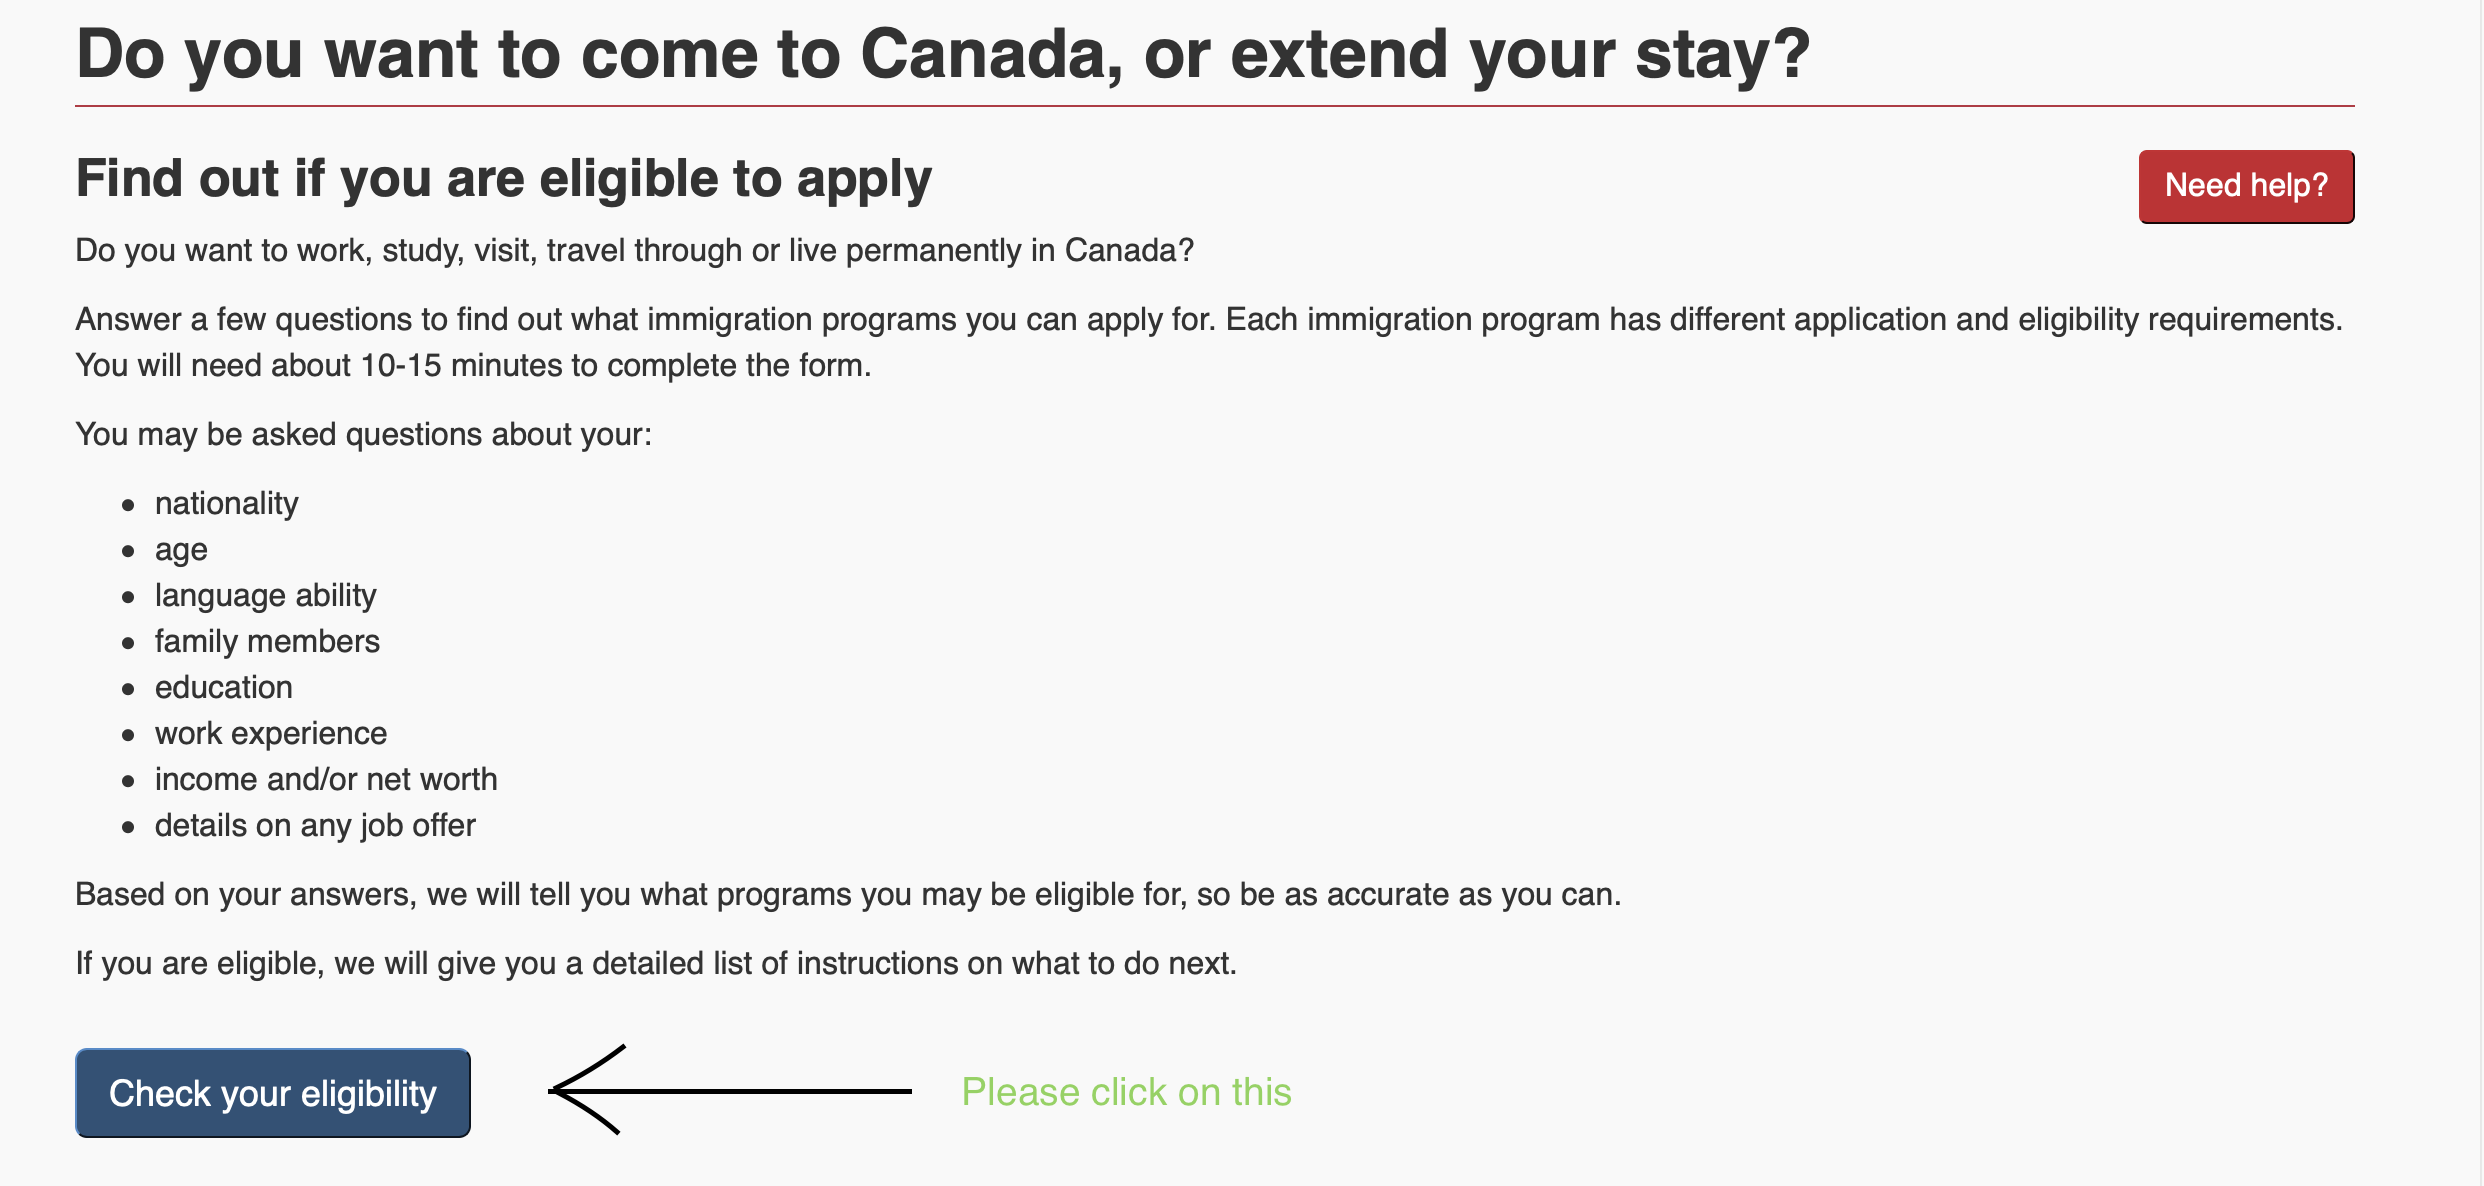 Do you want to come to Canada, or extend your stay?
Find out if you are eligible to apply
Need help?
Do you want to work, study, visit, travel through or live permanently in Canada?
Answer a few questions to find out what immigration programs you can apply for. Each immigration program has different application and eligibility requirements.
You will need about 10-15 minutes to complete the form.
You may be asked questions about your:
nationality
age
language ability
family members
education
work experience
income and/or net worth
details on any job offer
Based on your answers, we will tell you what programs you may be eligible for, so be as accurate as you can.
If you are eligible, we will give you a detailed list of instructions on what to do next.
Check your eligibility
Please click on this